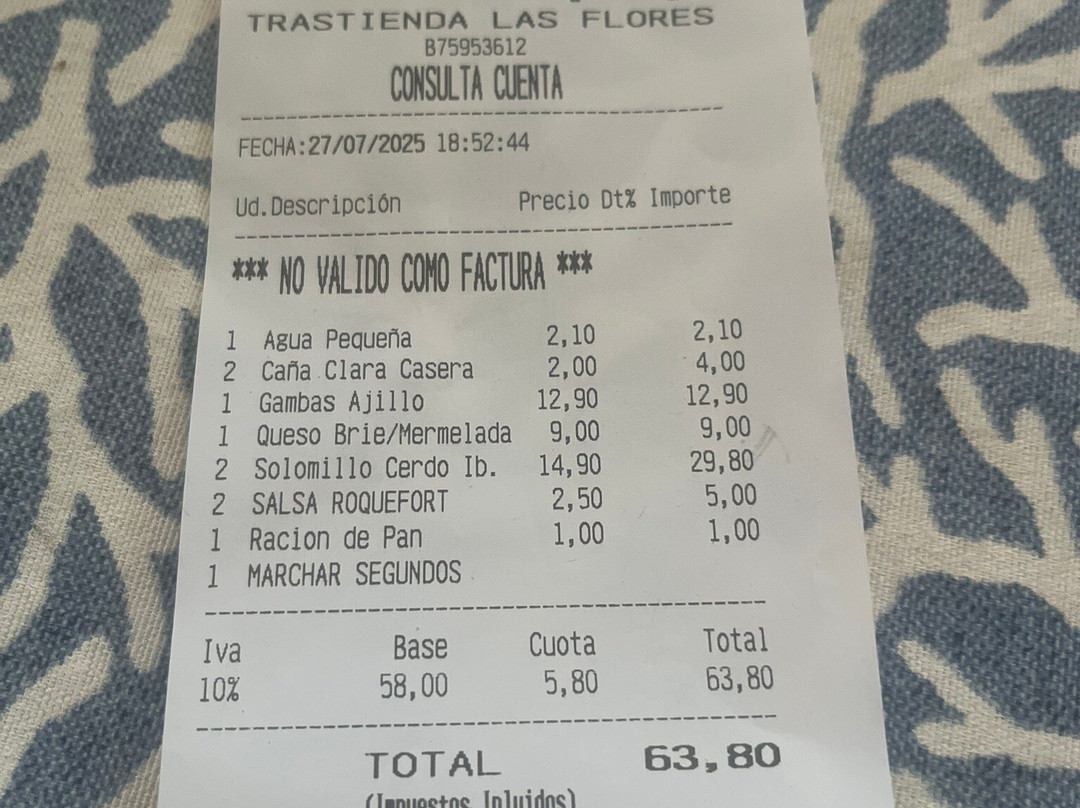 TRASTIENDA LAS FLORES
B75953612
CONSULTA CUENTA
FECHA:27/07/2025 18:52:44
Ud.Descripción Precio Dt% Importe
*** NO VALIDO COMO FACTURA ***
1 Agua Pequeña 2,10 2,10
2 Caña Clara Casera 2,00 4,00
1 Gambas Ajillo 12,90 12,90
1 Queso Brie/Mermelada 9,00 9,00
2 Solomillo Cerdo Ib. 14,90 29,80
2 SALSA ROQUEFORT 2,50 5,00
1 Racion de Pan 1,00 1,00
1 MARCHAR SEGUNDOS
Iva Base Cuota Total
10% 58,00 5,80 63,80
TOTAL 63,80
(Impuestos Inluidos)